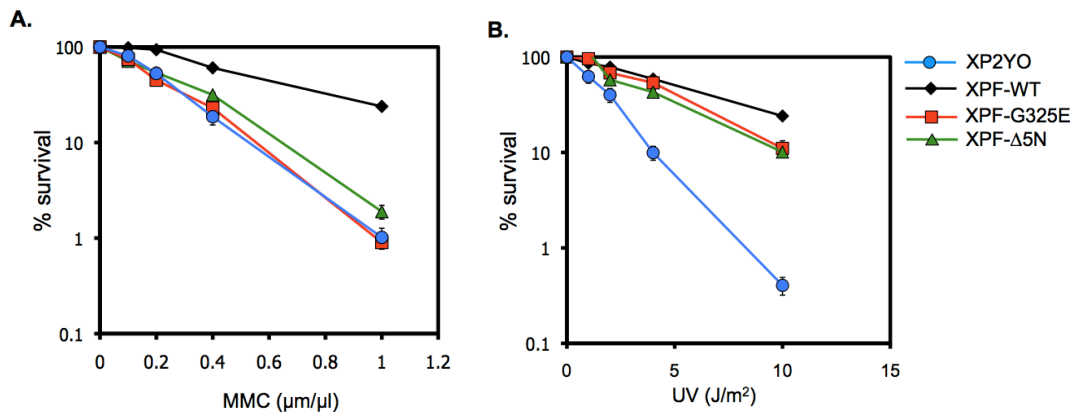 A.
100
10
1
0.1
% survival
0 0.2 0.4 0.6 0.8 1 1.2
MMC (µm/µl)
B.
100
10
1
0.1
% survival
0 5 10 15
UV (J/m²)
XP2YO
XPF-WT
XPF-G325E
XPF-Δ5N